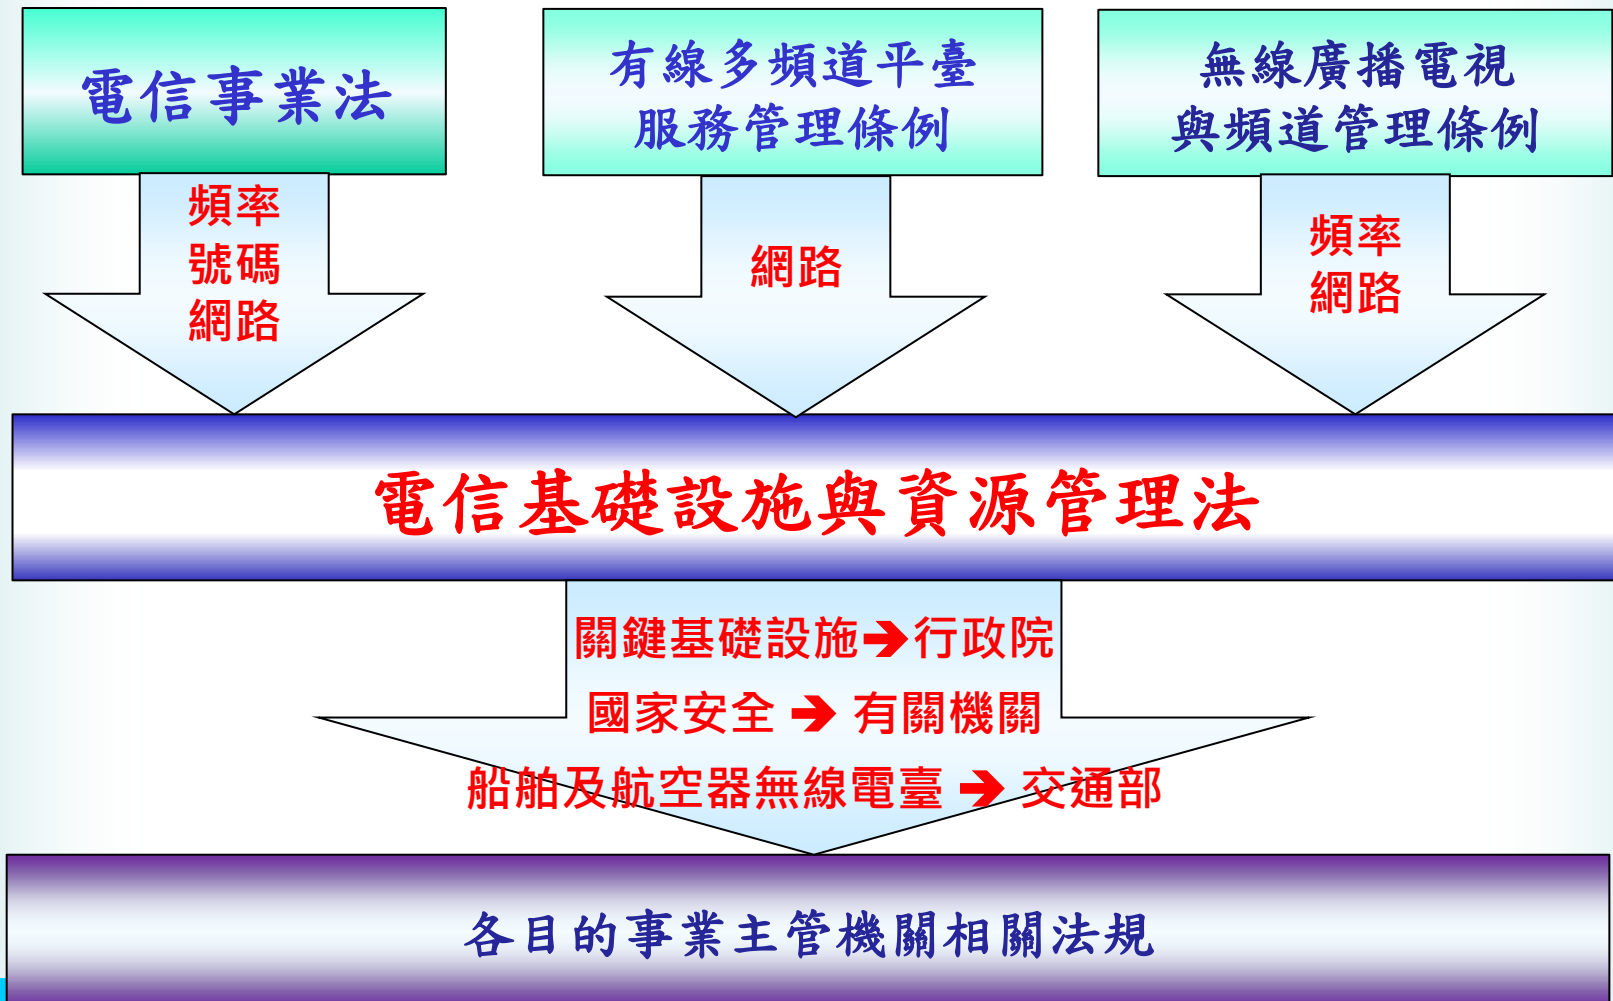 電信事業法
有線多頻道平臺
服務管理條例
無線廣播電視
與頻道管理條例
頻率
號碼
網路
網路
頻率
網路
電信基礎設施與資源管理法
關鍵基礎設施➔行政院
國家安全 ➔ 有關機關
船舶及航空器無線電臺 ➔ 交通部
各目的事業主管機關相關法規